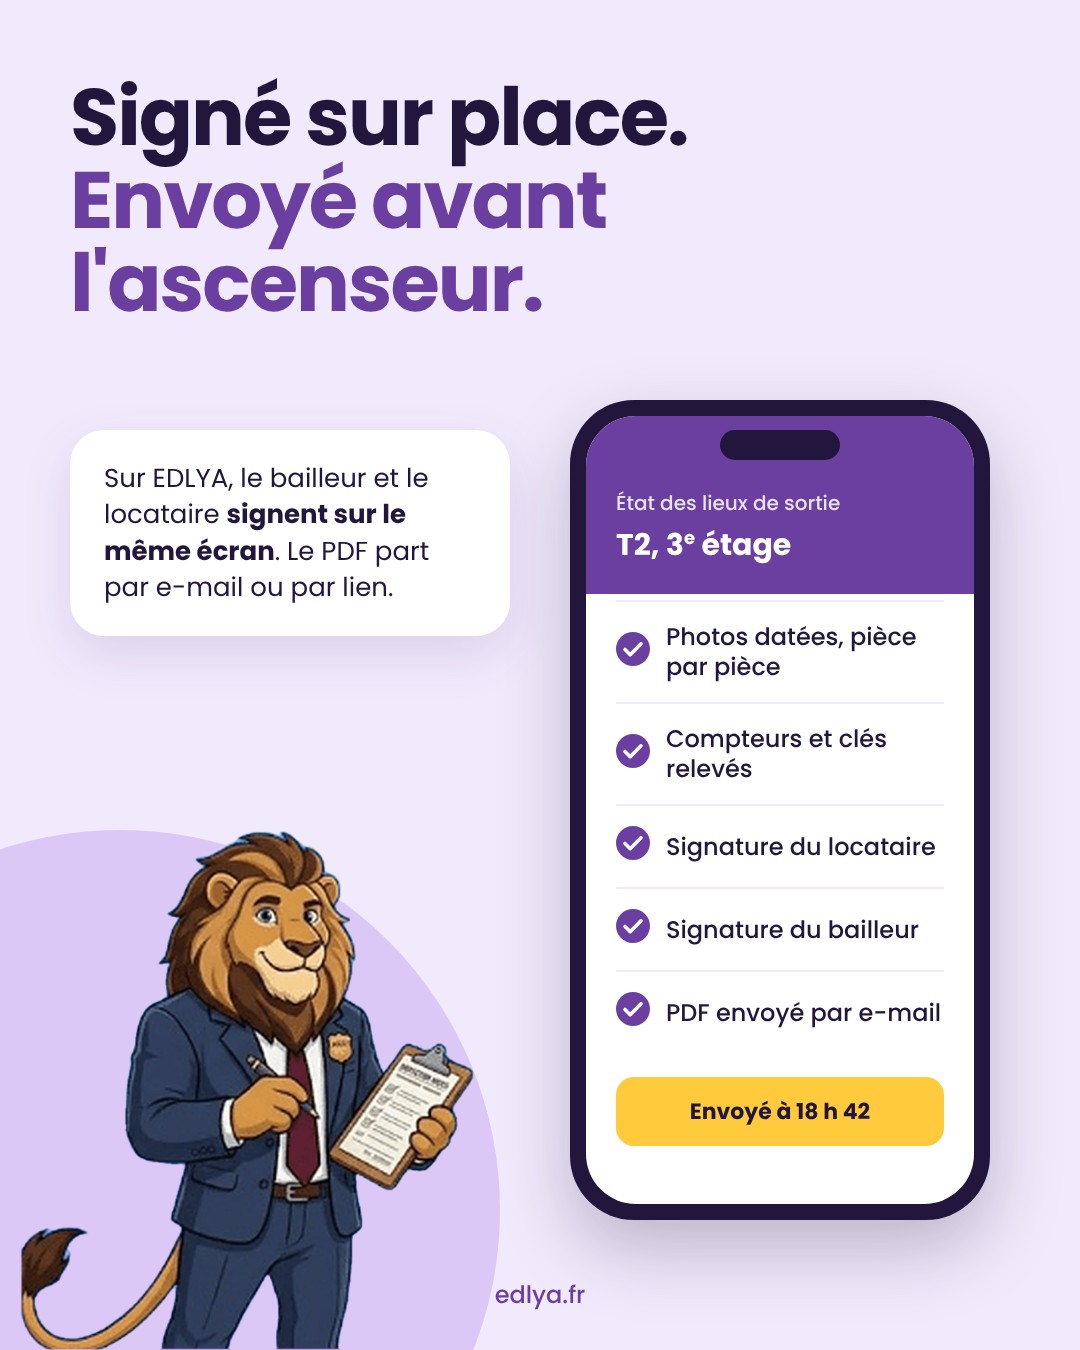 Signé sur place.
Envoyé avant
l'ascenseur.
Sur EDLYA, le bailleur et le
locataire signent sur le
même écran. Le PDF part
par e-mail ou par lien.
État des lieux de sortie
T2, 3ᵉ étage
Photos datées, pièce
par pièce
Compteurs et clés
relevés
Signature du locataire
Signature du bailleur
PDF envoyé par e-mail
Envoyé à 18 h 42
edlya.fr